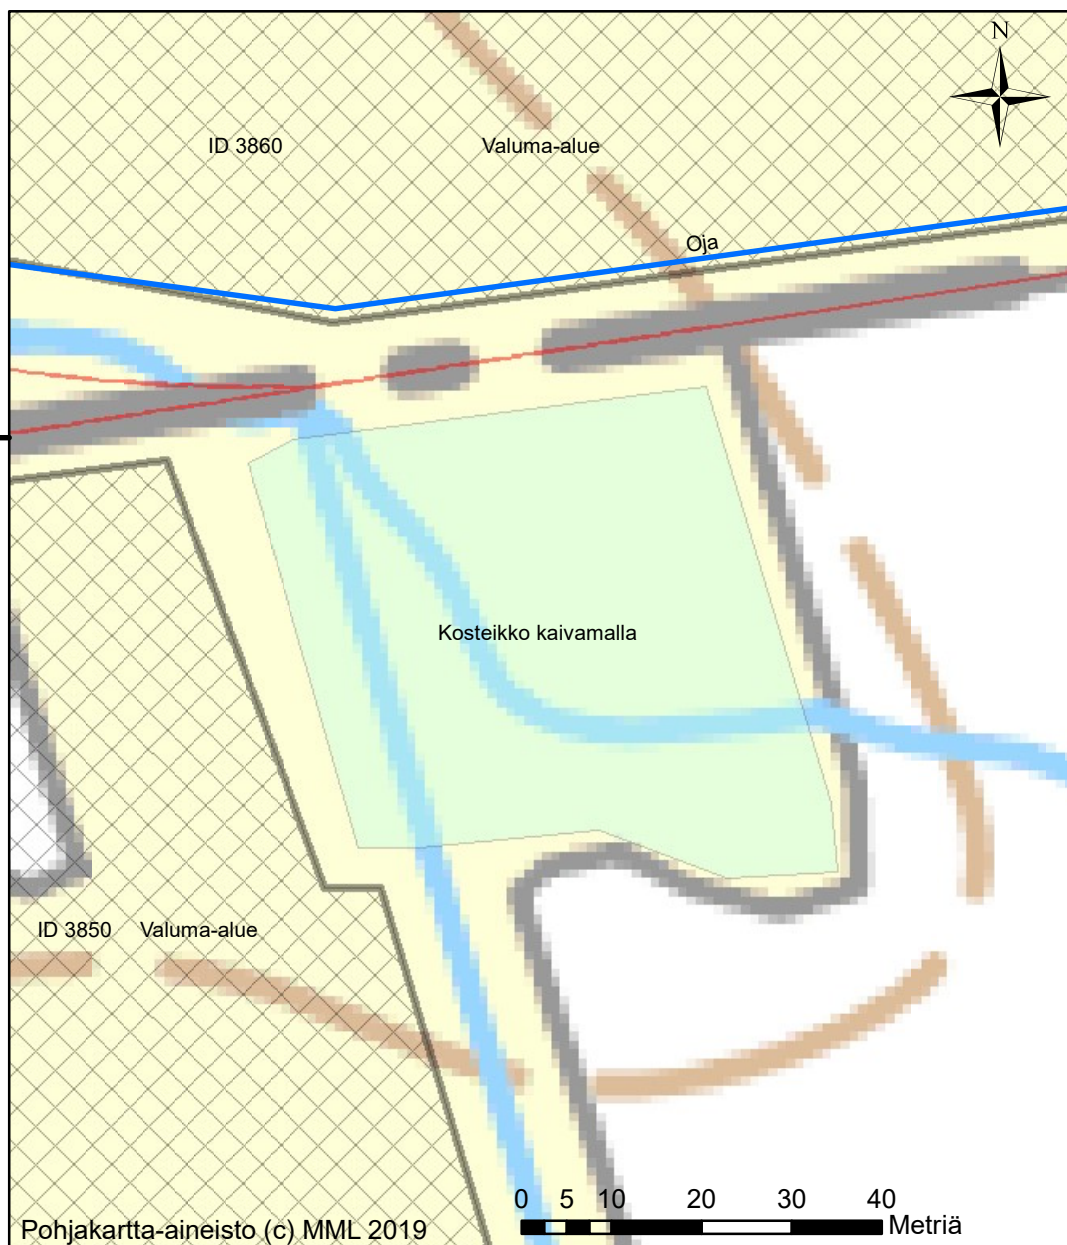 N
ID 3860
Valuma-alue
Oja
Kosteikko kaivamalla
ID 3850
Valuma-alue
0 5 10 20 30 40
Metriä
Pohjakartta-aineisto (c) MML 2019